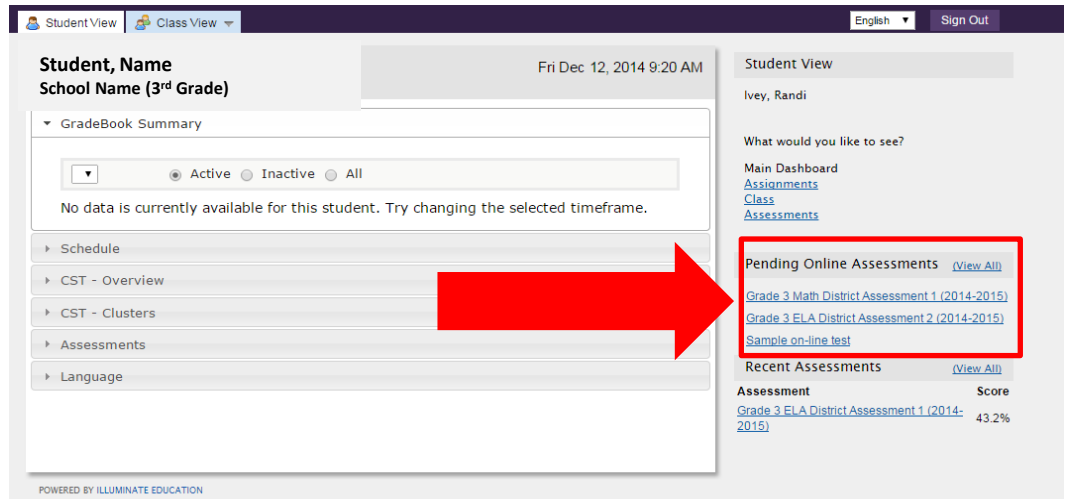 Student View
Class View
English
Sign Out
Student, Name
School Name (3rd Grade)
Fri Dec 12, 2014 9:20 AM
GradeBook Summary
Active Inactive All
No data is currently available for this student. Try changing the selected timeframe.
Schedule
CST - Overview
CST - Clusters
Assessments
Language
Student View
Ivey, Randi
What would you like to see?
Main Dashboard
Assignments
Class
Assessments
Pending Online Assessments (View All)
Grade 3 Math District Assessment 1 (2014-2015)
Grade 3 ELA District Assessment 2 (2014-2015)
Sample on-line test
Recent Assessments (View All)
Assessment Score
Grade 3 ELA District Assessment 1 (2014-
2015) 43.2%
POWERED BY ILLUMINATE EDUCATION